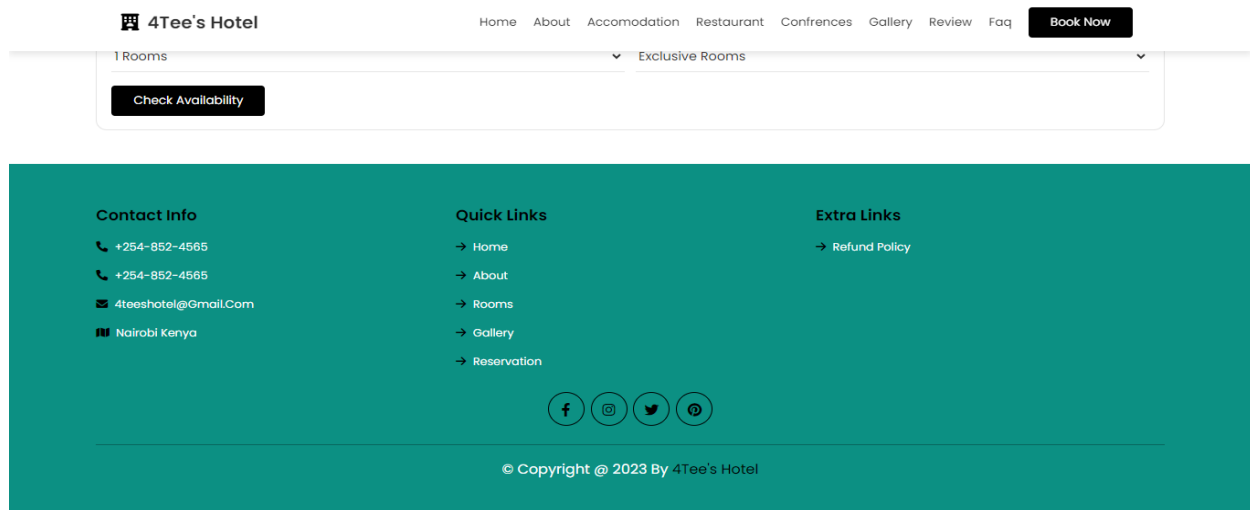 4Tee's Hotel
Home About Accomodation Restaurant Confrences Gallery Review Faq Book Now
1 Rooms Exclusive Rooms
Check Availability
Contact Info
+254-852-4565
+254-852-4565
4teeshotel@Gmail.Com
Nairobi Kenya
Quick Links
Home
About
Rooms
Gallery
Reservation
Extra Links
Refund Policy
© Copyright @ 2023 By 4Tee's Hotel